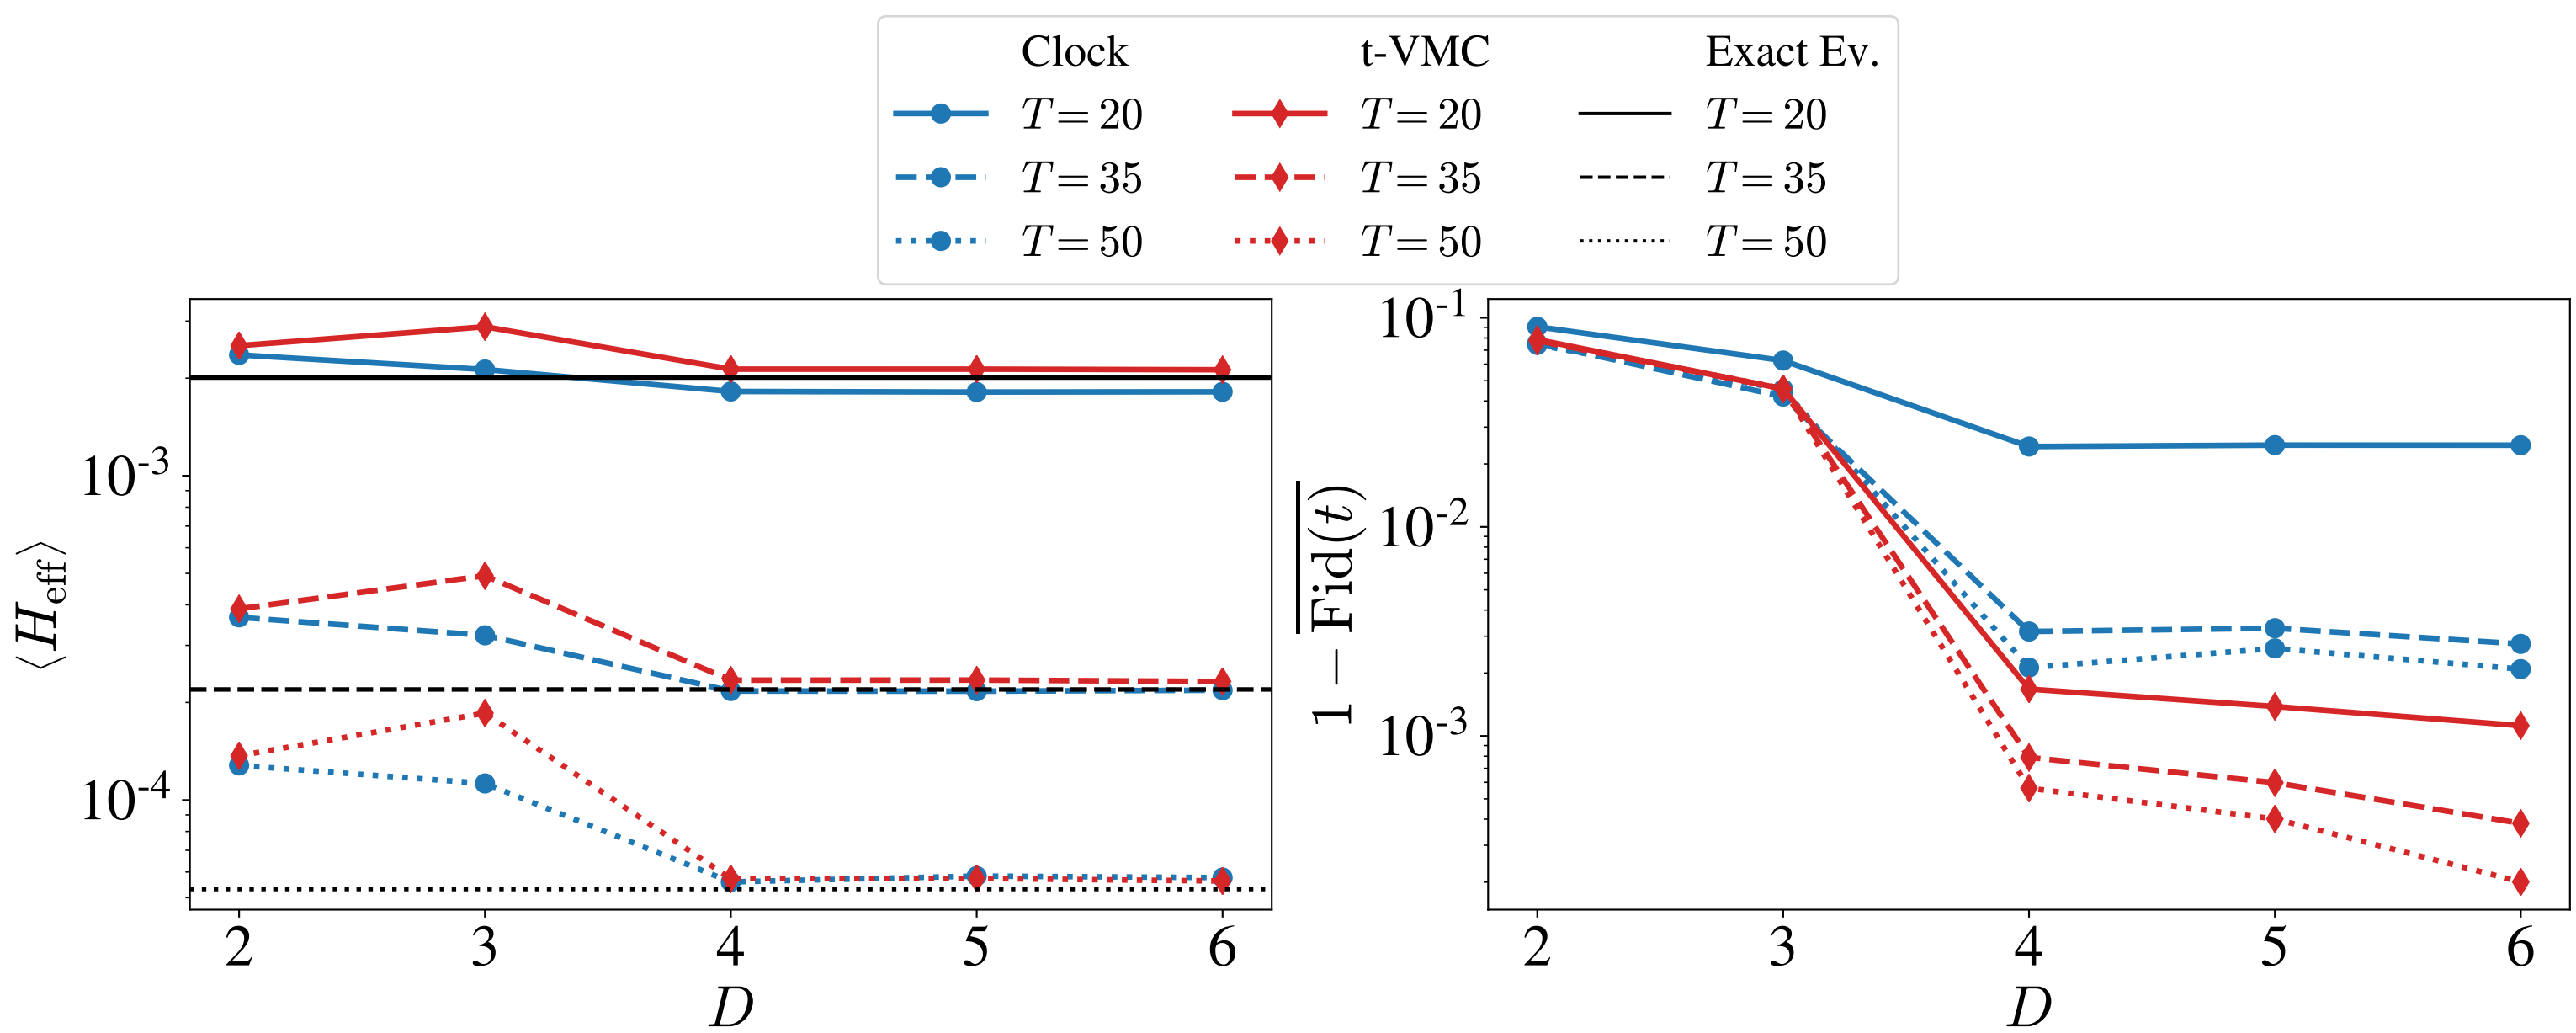 Clock t-VMC Exact Ev.
T = 20 T = 20 T = 20
T = 35 T = 35 T = 35
T = 50 T = 50 T = 50
⟨H_eff⟩
10^-3
10^-4
2 3 4 5 6
D
1 − \overline{Fid(t)}
10^-1
10^-2
10^-3
2 3 4 5 6
D